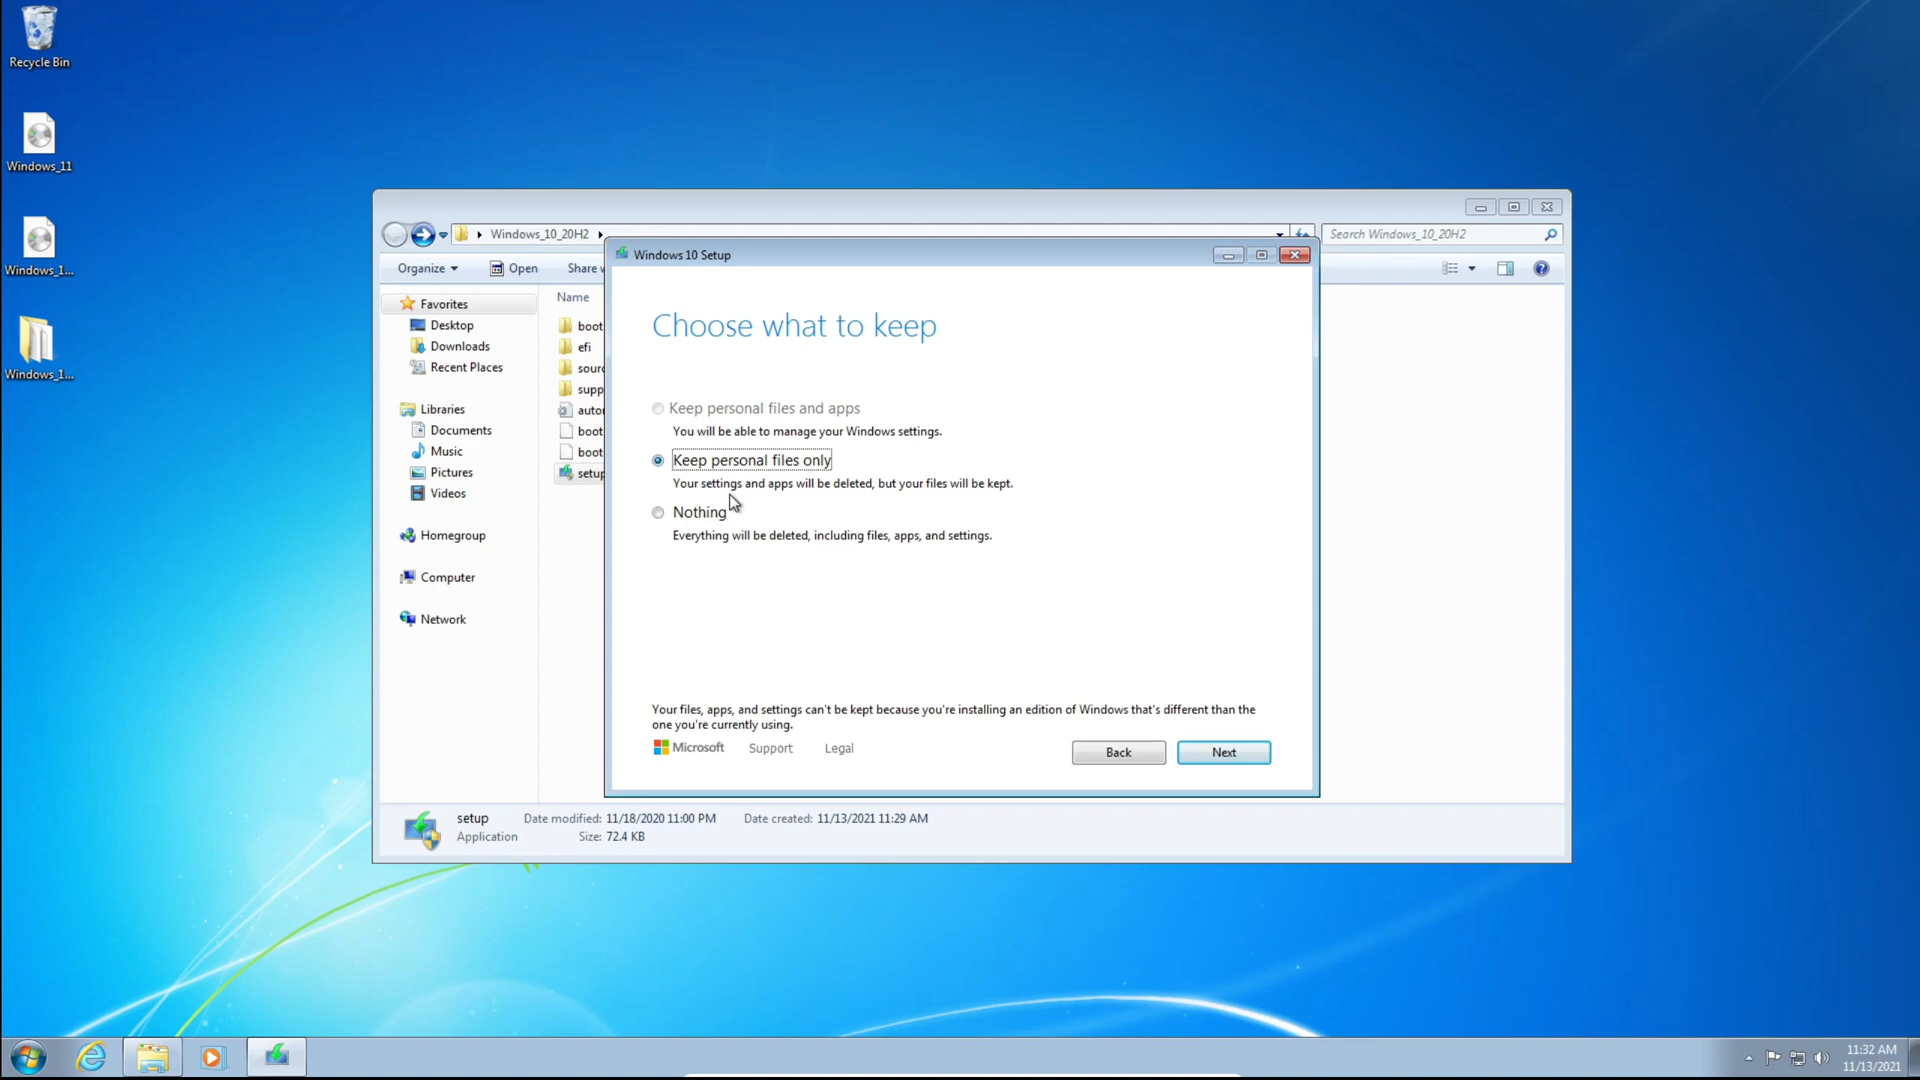 Recycle Bin
Windows_11
Windows_1...
Windows_1...
Windows_10_20H2
Search Windows_10_20H2
Organize
Open
Share w
Favorites
Desktop
Downloads
Recent Places
Libraries
Documents
Music
Pictures
Videos
Homegroup
Computer
Network
Name
boot
efi
sourc
supp
autor
boot
boot
setup
Windows 10 Setup
Choose what to keep
Keep personal files and apps
You will be able to manage your Windows settings.
Keep personal files only
Your settings and apps will be deleted, but your files will be kept.
Nothing
Everything will be deleted, including files, apps, and settings.
Your files, apps, and settings can't be kept because you're installing an edition of Windows that's different than the
one you're currently using.
Microsoft
Support
Legal
Back
Next
setup
Date modified: 11/18/2020 11:00 PM
Date created: 11/13/2021 11:29 AM
Application
Size: 72.4 KB
11:32 AM
11/13/2021